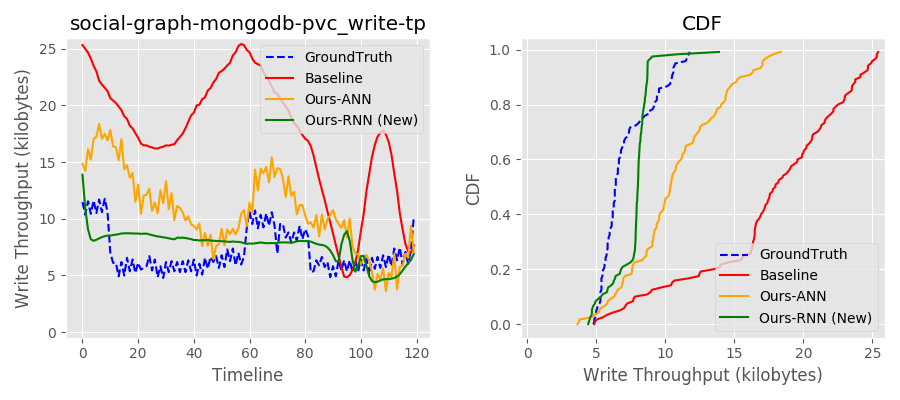 social-graph-mongodb-pvc_write-tp
Write Throughput (kilobytes)
25
20
15
10
5
0
GroundTruth
Baseline
Ours-ANN
Ours-RNN (New)
0 20 40 60 80 100 120
Timeline
CDF
CDF
1.0
0.8
0.6
0.4
0.2
0.0
GroundTruth
Baseline
Ours-ANN
Ours-RNN (New)
0 5 10 15 20 25
Write Throughput (kilobytes)